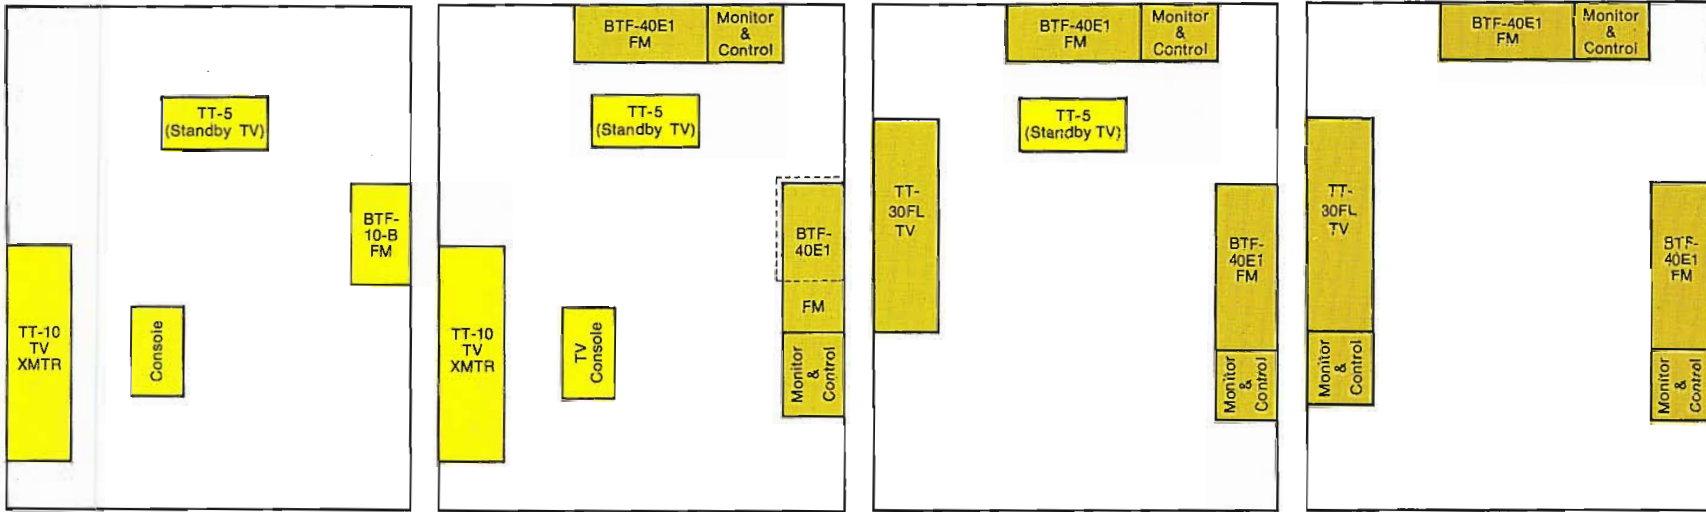 TT-5
(Standby TV)
BTF-
10-B
FM
TT-10
TV
XMTR
Console
BTF-40E1
FM
Monitor
&
Control
TT-5
(Standby TV)
BTF-
40E1
FM
TT-10
TV
XMTR
TV
Console
Monitor
&
Control
BTF-40E1
FM
Monitor
&
Control
TT-5
(Standby TV)
TT-
30FL
TV
BTF-
40E1
FM
Monitor
&
Control
BTF-40E1
FM
Monitor
&
Control
TT-
30FL
TV
BTF-
40E1
FM
Monitor
&
Control
Monitor
&
Control